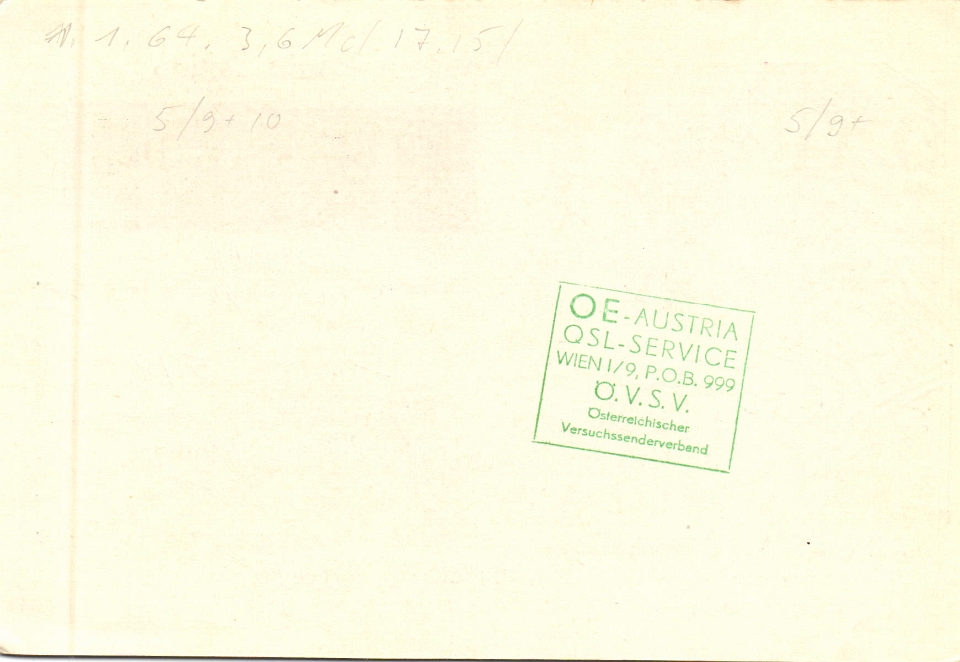 1. 64. 3,6 Mc/. 17.15/
5/9+ 10
5/9+
OE-AUSTRIA
QSL-SERVICE
WIEN I/9, P.O.B. 999
Ö.V.S.V.
Österreichischer
Versuchssenderverband